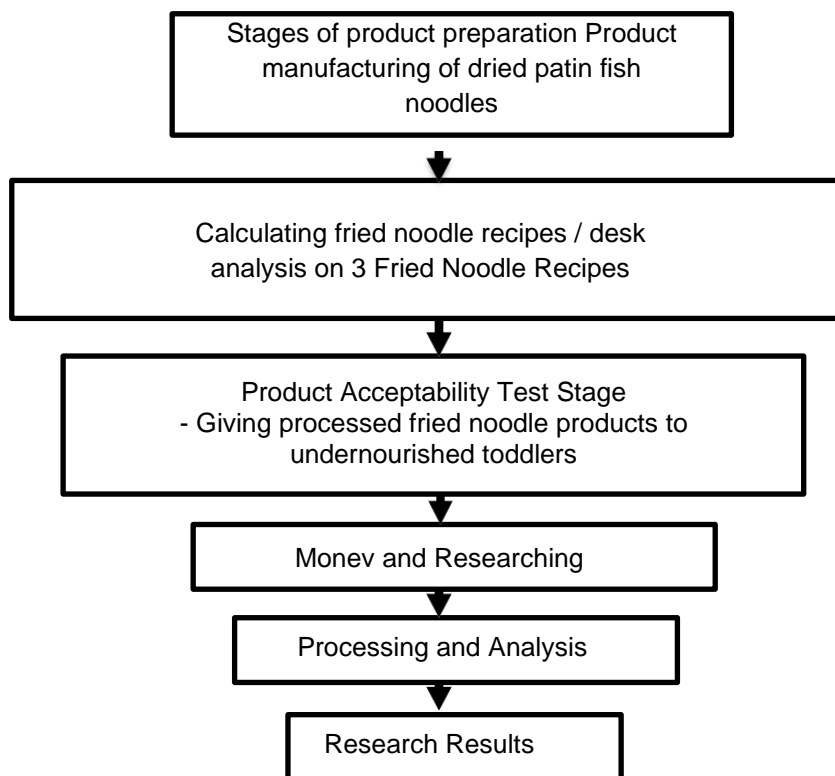 Stages of product preparation Product
manufacturing of dried patin fish
noodles
Calculating fried noodle recipes / desk
analysis on 3 Fried Noodle Recipes
Product Acceptability Test Stage
- Giving processed fried noodle products to
undernourished toddlers
Monev and Researching
Processing and Analysis
Research Results